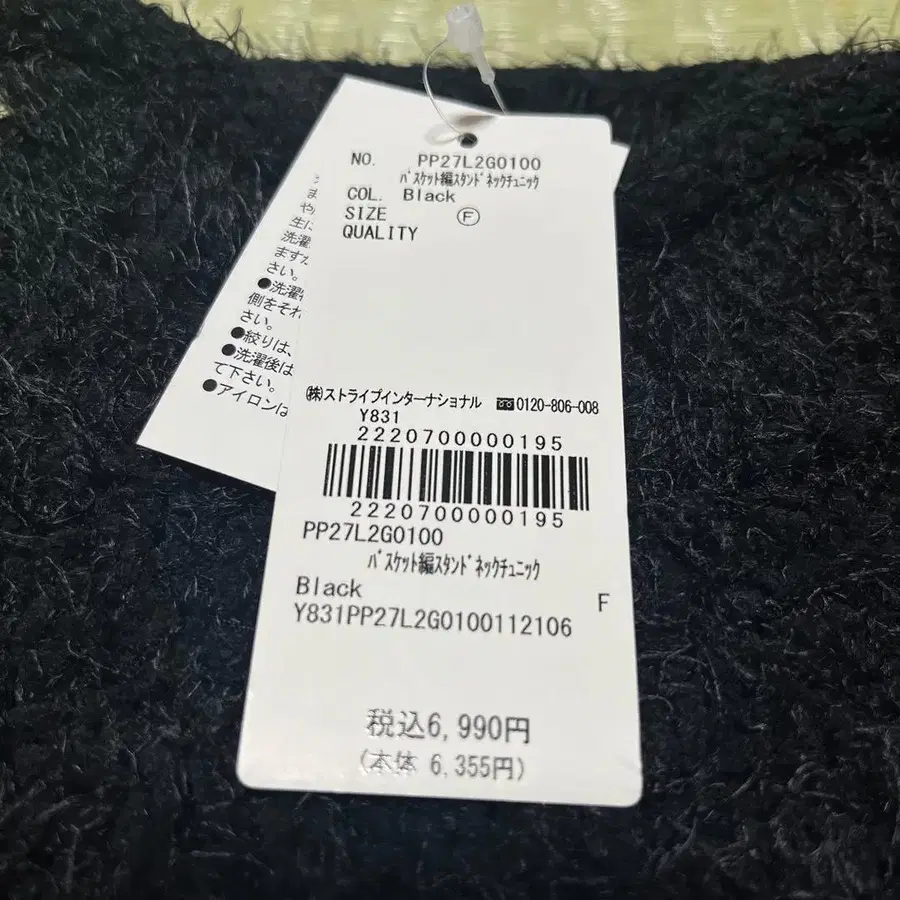 NO. PP27L2G0100
バスケット編スタンドネックチュニック
COL. Black
SIZE Ⓕ
QUALITY
㈱ストライプインターナショナル 0120-806-008
Y831
2220700000195
2220700000195
PP27L2G0100
バスケット編スタンドネックチュニック
Black F
Y831PP27L2G0100112106
税込6,990円
(本体 6,355円)
生に
洗濯
ますが
さい。
●洗濯
側をそれ
さい。
●絞りは、
●洗濯後は
て下さい。
●アイロンは